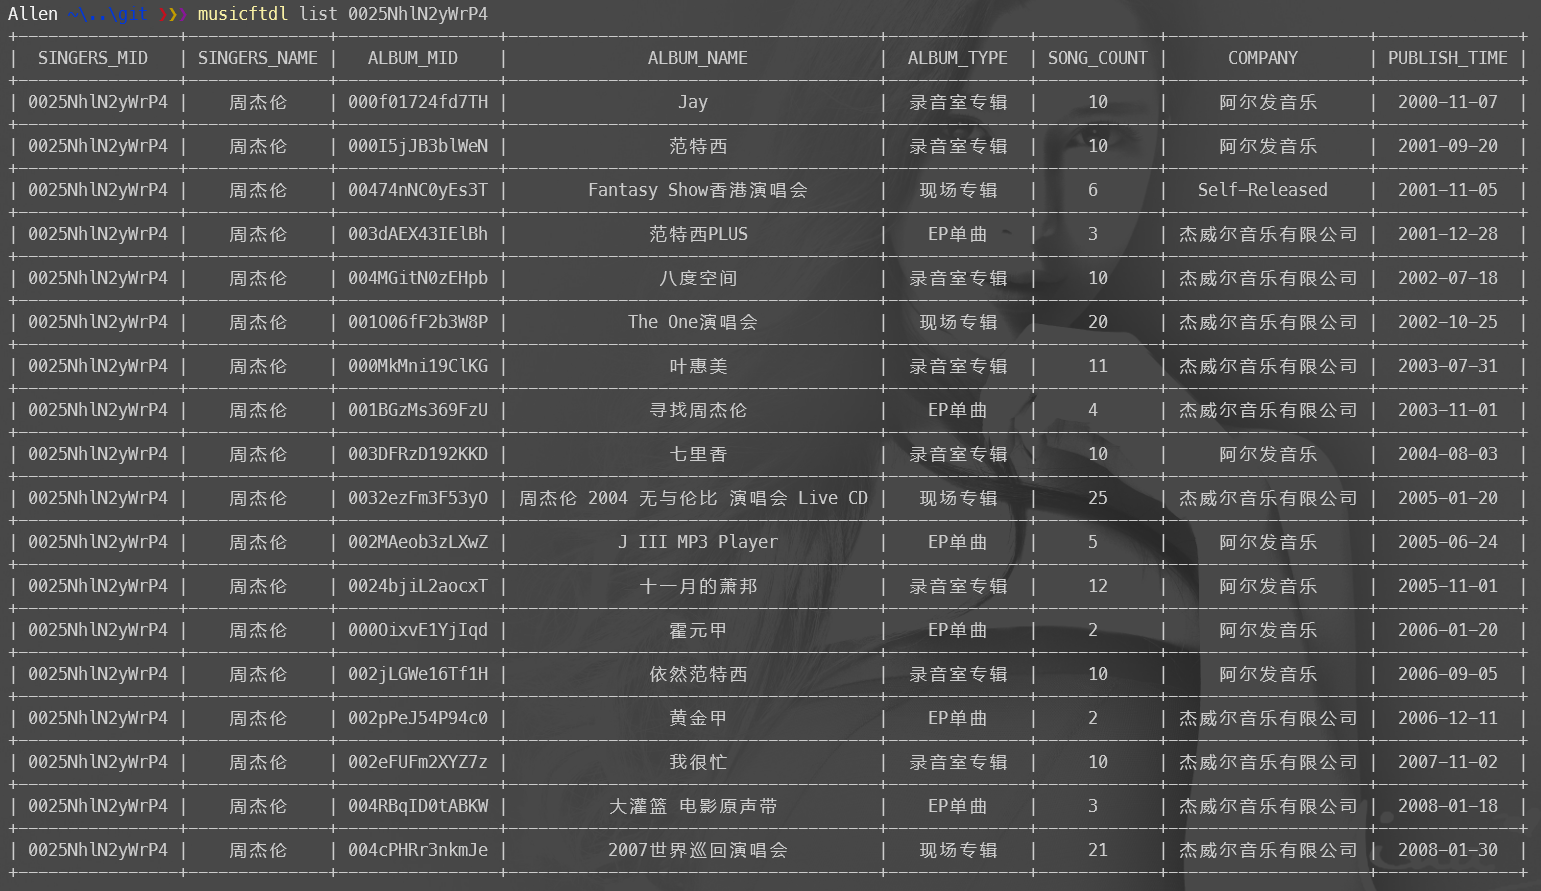 Allen ~\..\git ❯❯❯ musicftdl list 0025NhlN2yWrP4
| SINGERS_MID | SINGERS_NAME | ALBUM_MID | ALBUM_NAME | ALBUM_TYPE | SONG_COUNT | COMPANY | PUBLISH_TIME |
| 0025NhlN2yWrP4 | 周杰伦 | 000f01724fd7TH | Jay | 录音室专辑 | 10 | 阿尔发音乐 | 2000-11-07 |
| 0025NhlN2yWrP4 | 周杰伦 | 000I5jJB3blWeN | 范特西 | 录音室专辑 | 10 | 阿尔发音乐 | 2001-09-20 |
| 0025NhlN2yWrP4 | 周杰伦 | 00474nNC0yEs3T | Fantasy Show香港演唱会 | 现场专辑 | 6 | Self-Released | 2001-11-05 |
| 0025NhlN2yWrP4 | 周杰伦 | 003dAEX43IElBh | 范特西PLUS | EP单曲 | 3 | 杰威尔音乐有限公司 | 2001-12-28 |
| 0025NhlN2yWrP4 | 周杰伦 | 004MGitN0zEHpb | 八度空间 | 录音室专辑 | 10 | 杰威尔音乐有限公司 | 2002-07-18 |
| 0025NhlN2yWrP4 | 周杰伦 | 001O06fF2b3W8P | The One演唱会 | 现场专辑 | 20 | 杰威尔音乐有限公司 | 2002-10-25 |
| 0025NhlN2yWrP4 | 周杰伦 | 000MkMni19ClKG | 叶惠美 | 录音室专辑 | 11 | 杰威尔音乐有限公司 | 2003-07-31 |
| 0025NhlN2yWrP4 | 周杰伦 | 001BGzMs369FzU | 寻找周杰伦 | EP单曲 | 4 | 杰威尔音乐有限公司 | 2003-11-01 |
| 0025NhlN2yWrP4 | 周杰伦 | 003DFRzD192KKD | 七里香 | 录音室专辑 | 10 | 阿尔发音乐 | 2004-08-03 |
| 0025NhlN2yWrP4 | 周杰伦 | 0032ezFm3F53yO | 周杰伦 2004 无与伦比 演唱会 Live CD | 现场专辑 | 25 | 杰威尔音乐有限公司 | 2005-01-20 |
| 0025NhlN2yWrP4 | 周杰伦 | 002MAeob3zLXwZ | J III MP3 Player | EP单曲 | 5 | 阿尔发音乐 | 2005-06-24 |
| 0025NhlN2yWrP4 | 周杰伦 | 0024bjiL2aocxT | 十一月的萧邦 | 录音室专辑 | 12 | 阿尔发音乐 | 2005-11-01 |
| 0025NhlN2yWrP4 | 周杰伦 | 000OixvE1YjIqd | 霍元甲 | EP单曲 | 2 | 阿尔发音乐 | 2006-01-20 |
| 0025NhlN2yWrP4 | 周杰伦 | 002jLGWe16Tf1H | 依然范特西 | 录音室专辑 | 10 | 阿尔发音乐 | 2006-09-05 |
| 0025NhlN2yWrP4 | 周杰伦 | 002pPeJ54P94c0 | 黄金甲 | EP单曲 | 2 | 杰威尔音乐有限公司 | 2006-12-11 |
| 0025NhlN2yWrP4 | 周杰伦 | 002eFUFm2XYZ7z | 我很忙 | 录音室专辑 | 10 | 杰威尔音乐有限公司 | 2007-11-02 |
| 0025NhlN2yWrP4 | 周杰伦 | 004RBqID0tABKW | 大灌篮 电影原声带 | EP单曲 | 3 | 杰威尔音乐有限公司 | 2008-01-18 |
| 0025NhlN2yWrP4 | 周杰伦 | 004cPHRr3nkmJe | 2007世界巡回演唱会 | 现场专辑 | 21 | 杰威尔音乐有限公司 | 2008-01-30 |